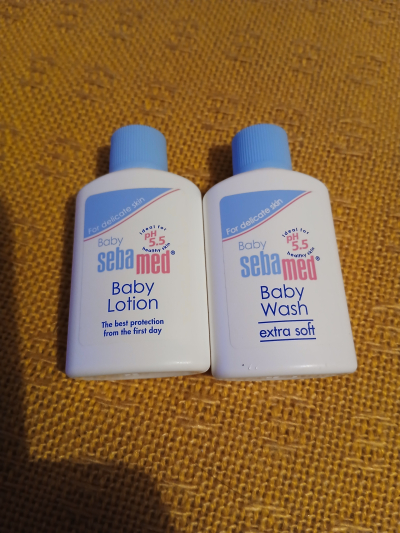 For delicate skin
Baby
ideal for
pH
5.5
healthy skin
sebamed®
Baby
Lotion
The best protection
from the first day
For delicate skin
Baby
ideal for
pH
5.5
healthy skin
sebamed®
Baby
Wash
extra soft